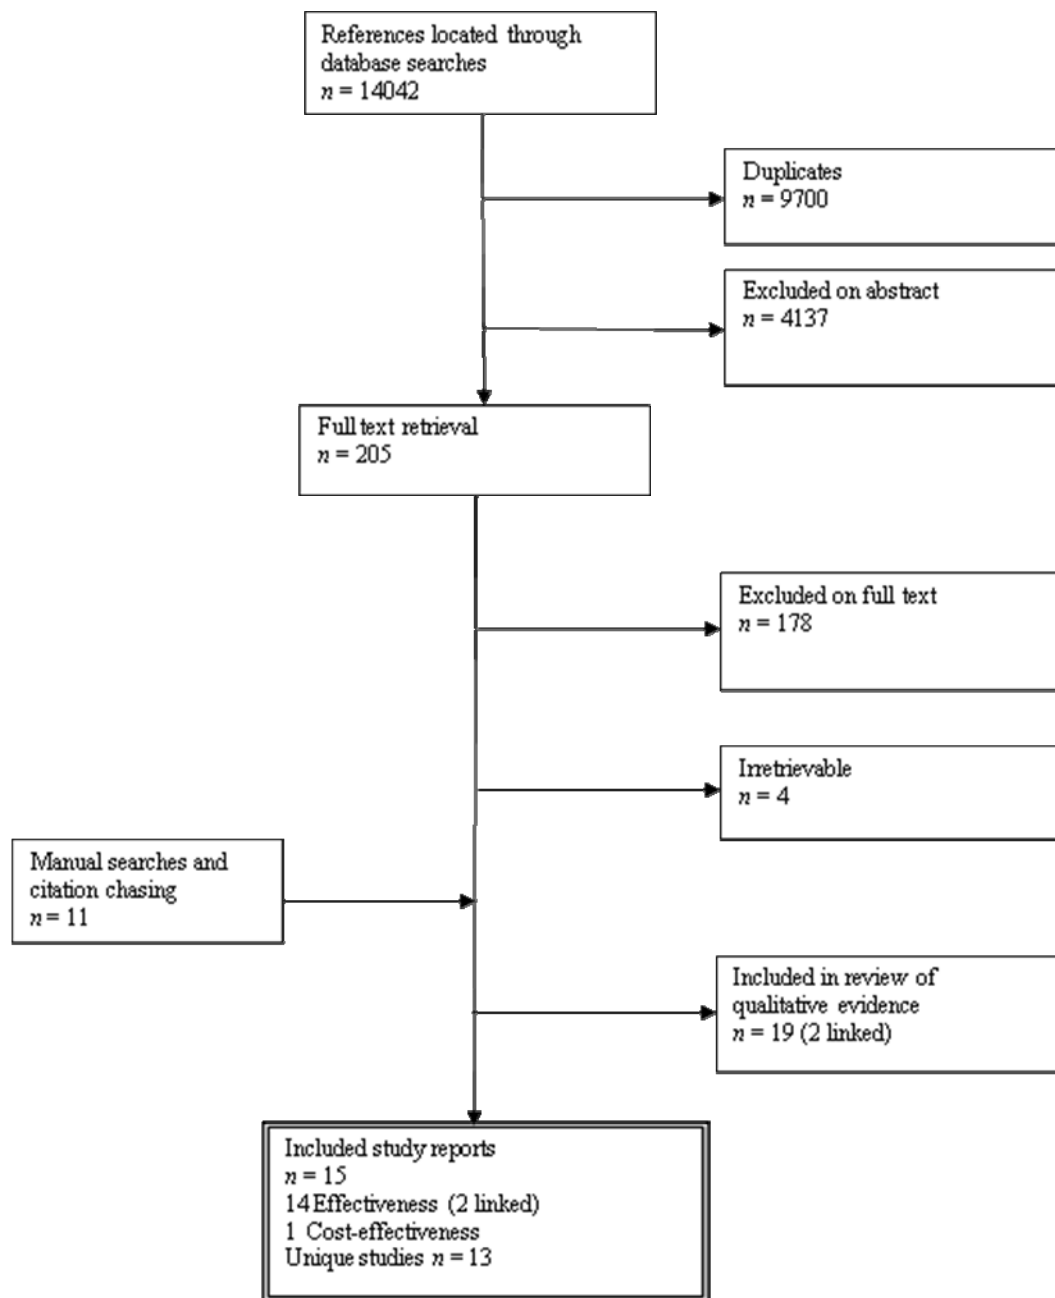 References located through
database searches
n = 14042
Duplicates
n = 9700
Excluded on abstract
n = 4137
Full text retrieval
n = 205
Excluded on full text
n = 178
Irretrievable
n = 4
Manual searches and
citation chasing
n = 11
Included in review of
qualitative evidence
n = 19 (2 linked)
Included study reports
n = 15
14 Effectiveness (2 linked)
1 Cost-effectiveness
Unique studies n = 13